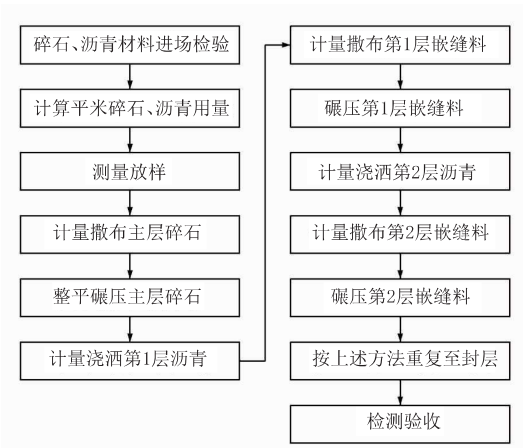 碎石、沥青材料进场检验
计算平米碎石、沥青用量
测量放样
计量撒布主层碎石
整平碾压主层碎石
计量浇洒第1层沥青
计量撒布第1层嵌缝料
碾压第1层嵌缝料
计量浇洒第2层沥青
计量撒布第2层嵌缝料
碾压第2层嵌缝料
按上述方法重复至封层
检测验收